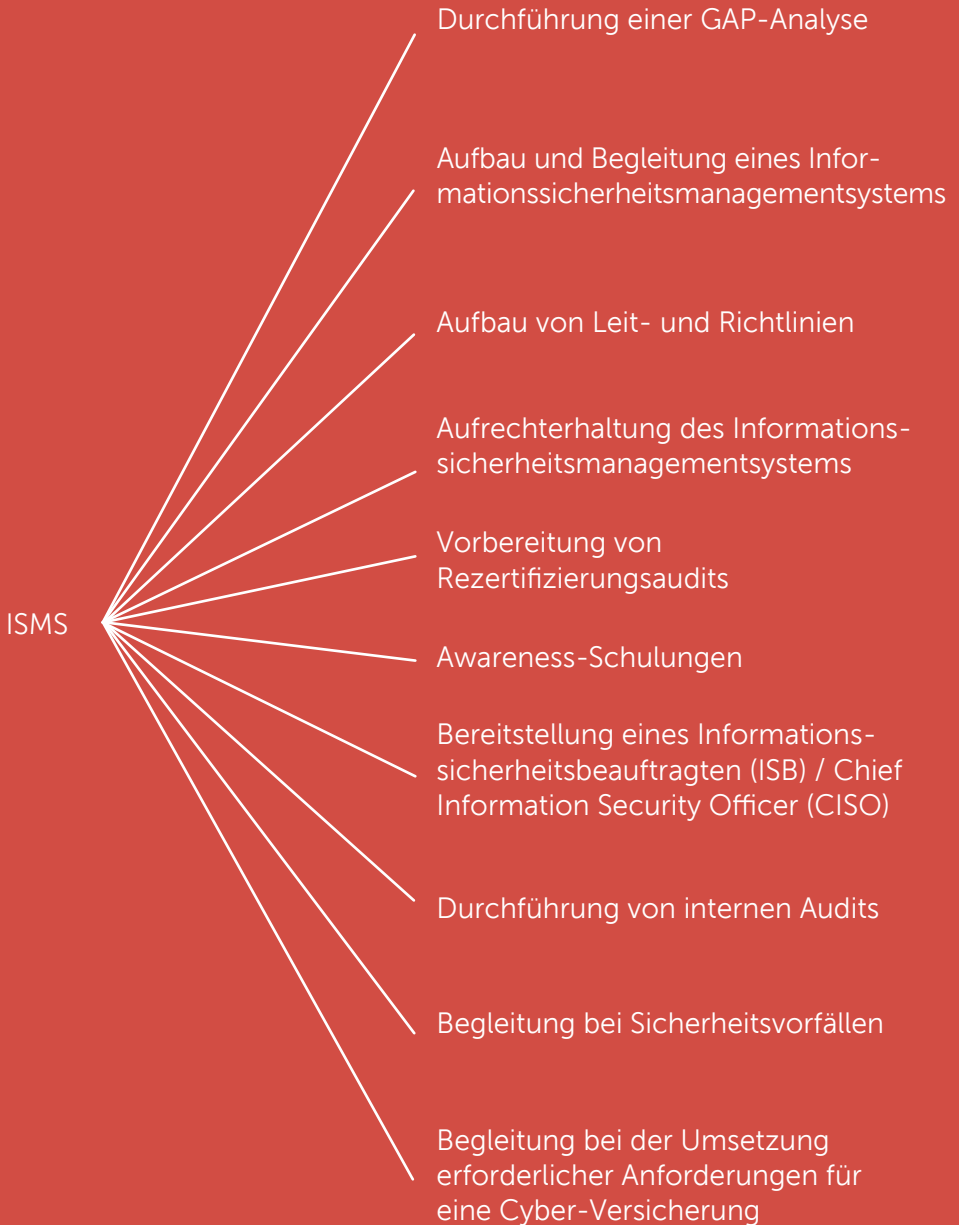 Durchführung einer GAP-Analyse
Aufbau und Begleitung eines Infor-
mationssicherheitsmanagementsystems
Aufbau von Leit- und Richtlinien
Aufrechterhaltung des Informations-
sicherheitsmanagementsystems
Vorbereitung von
Rezertifizierungsaudits
ISMS
Awareness-Schulungen
Bereitstellung eines Informations-
sicherheitsbeauftragten (ISB) / Chief
Information Security Officer (CISO)
Durchführung von internen Audits
Begleitung bei Sicherheitsvorfällen
Begleitung bei der Umsetzung
erforderlicher Anforderungen für
eine Cyber-Versicherung